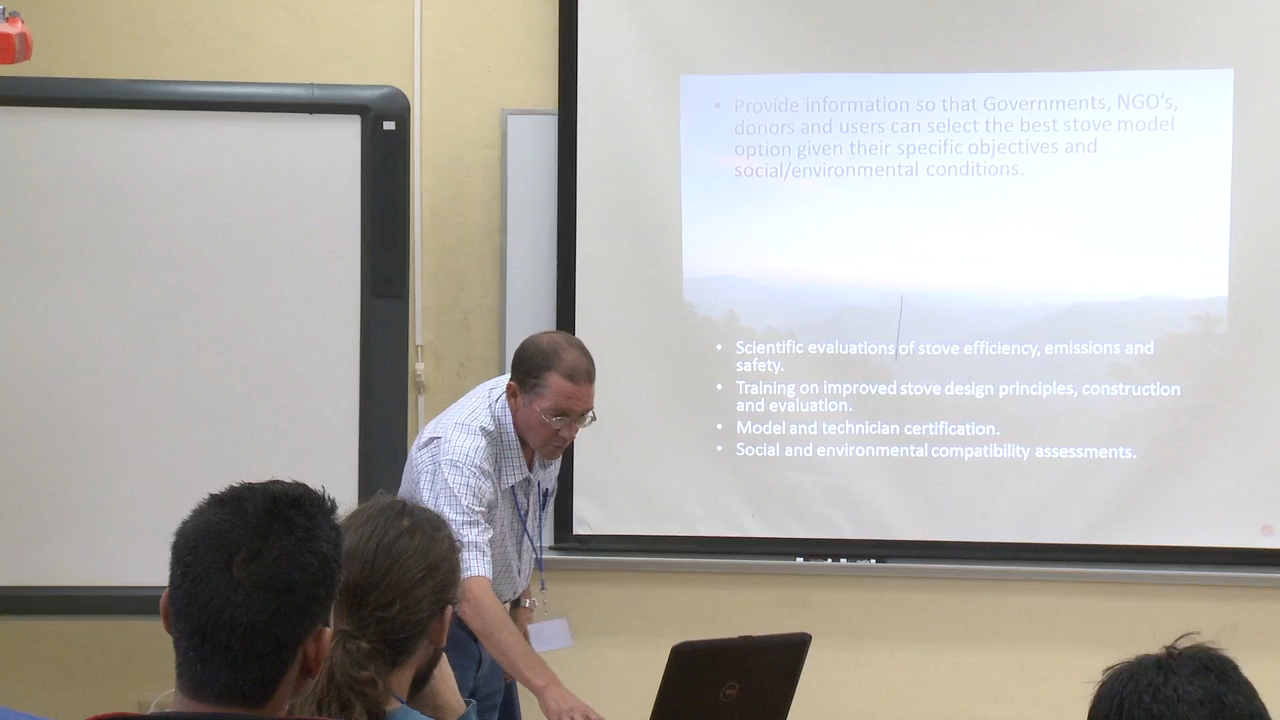 • Provide information so that Governments, NGO's,
donors and users can select the best stove model
option given their specific objectives and
social/environmental conditions.
• Scientific evaluations of stove efficiency, emissions and
safety.
• Training on improved stove design principles, construction
and evaluation.
• Model and technician certification.
• Social and environmental compatibility assessments.
DELL